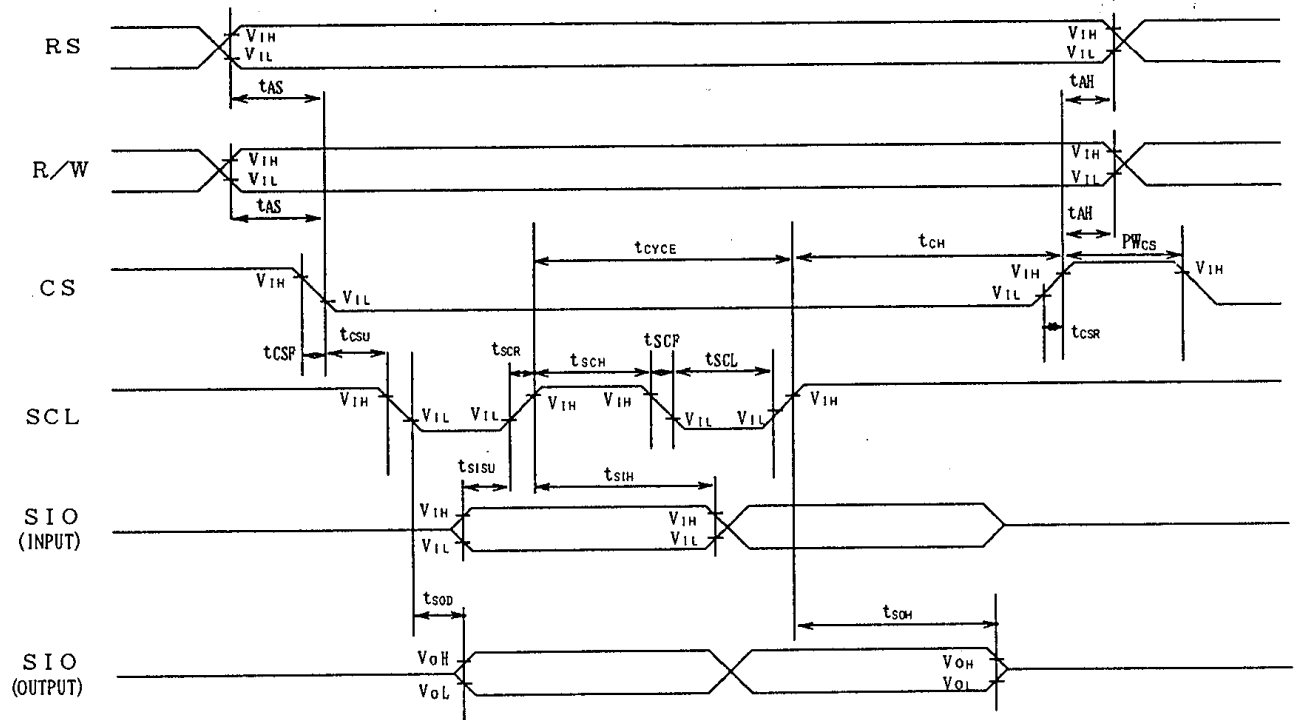 RS
VIH
VIL
tAS
VIH
VIL
tAH
R/W
VIH
VIL
tAS
VIH
VIL
tAH
CS
VIH
VIL
tCYCE
tCH
PWCS
VIH
VIL
VIH
tCSF
tCSU
tCSR
SCL
VIH
VIL
VIL
tSCR
tSCH
tSCF
tSCL
VIH
VIH
VIL
VIL
VIH
SIO
(INPUT)
tSISU
tSIH
VIH
VIL
VIH
VIL
SIO
(OUTPUT)
tSOD
tSOH
VOH
VOL
VOH
VOL